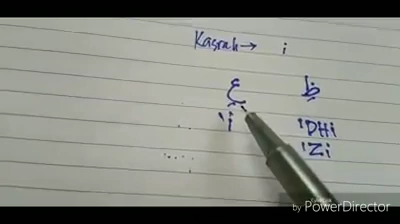 Kasrah → i
عِ ظِ
'i 'DHi
'Zi
by PowerDirector